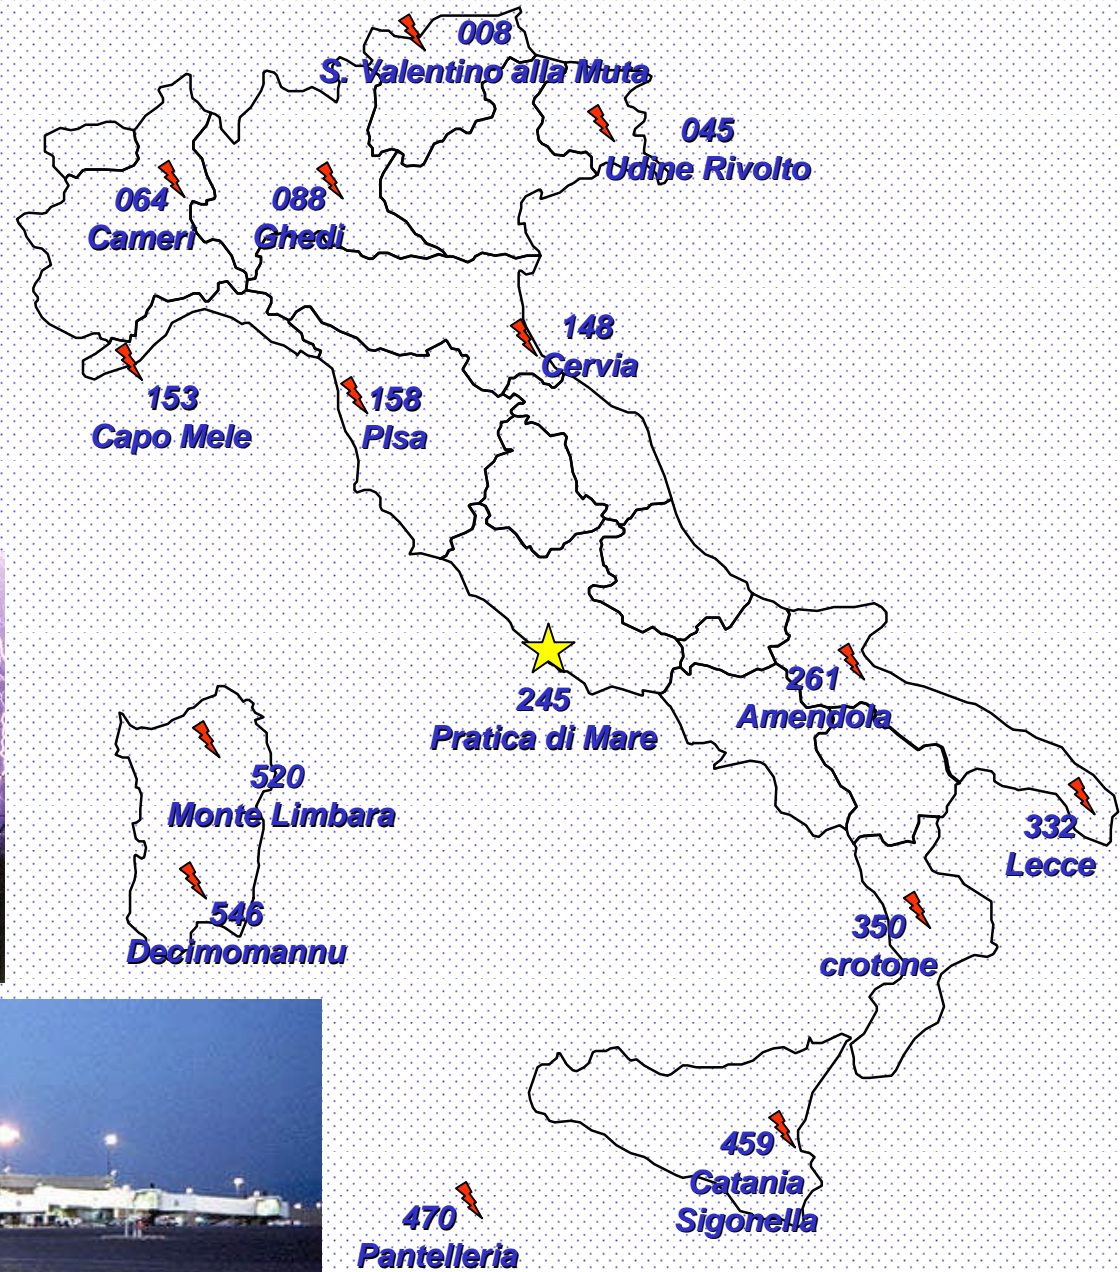 008
S. Valentino alla Muta
045
Udine Rivolto
064
Cameri
088
Ghedi
148
Cervia
153
Capo Mele
158
PIsa
245
Pratica di Mare
261
Amendola
520
Monte Limbara
332
Lecce
546
Decimomannu
350
crotone
459
Catania
Sigonella
470
Pantelleria